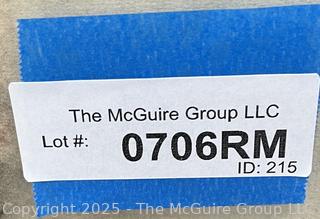 The McGuire Group LLC
Lot #: 0706RM
ID: 215
Copyright © 2025 - The McGuire Group LLC